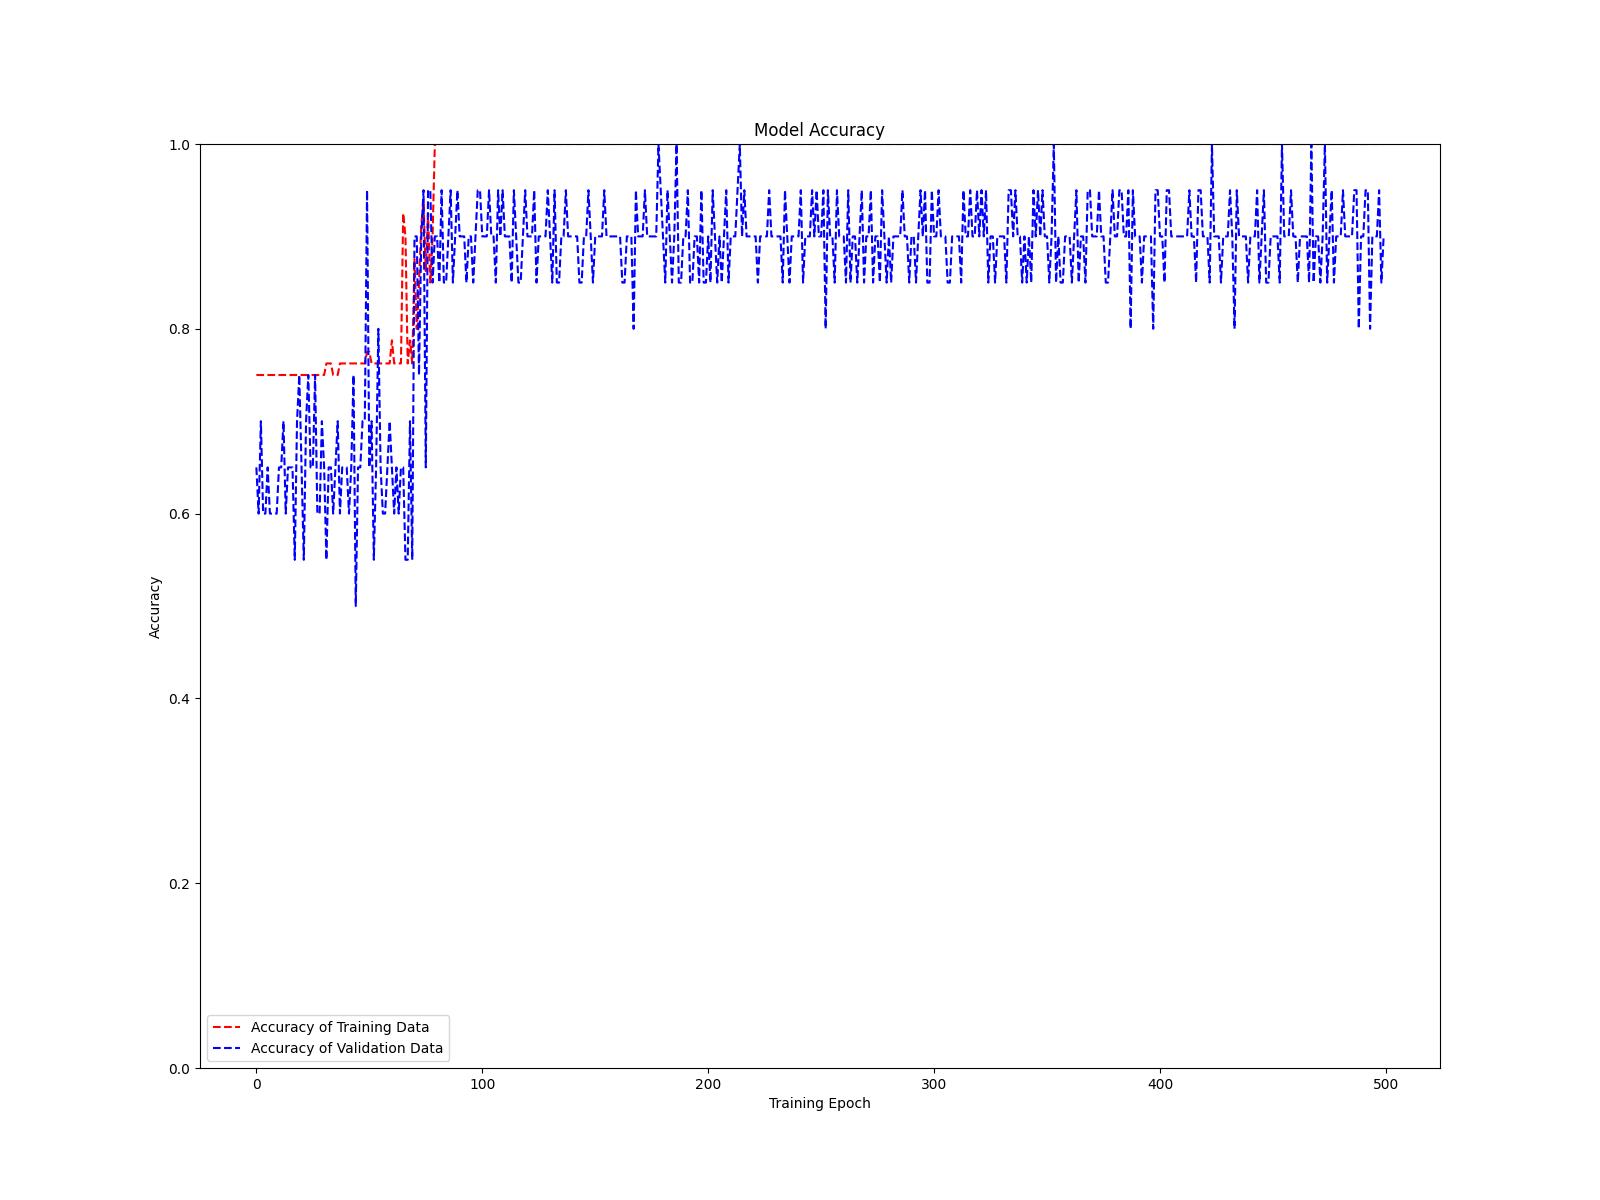 Model Accuracy
1.0
0.8
0.6
0.4
0.2
0.0
Accuracy
Accuracy of Training Data
Accuracy of Validation Data
0 100 200 300 400 500
Training Epoch